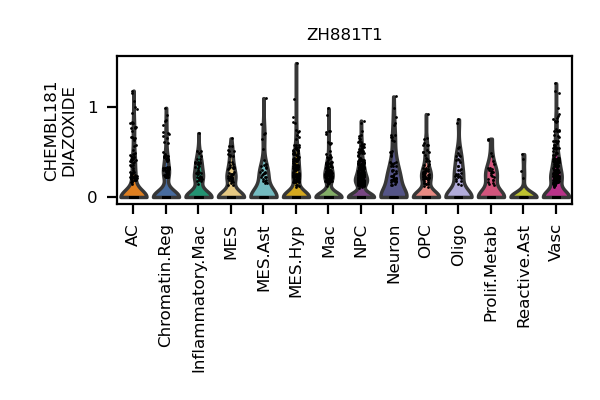 ZH881T1
CHEMBL181
DIAZOXIDE
1
0
AC
Chromatin.Reg
Inflammatory.Mac
MES
MES.Ast
MES.Hyp
Mac
NPC
Neuron
OPC
Oligo
Prolif.Metab
Reactive.Ast
Vasc